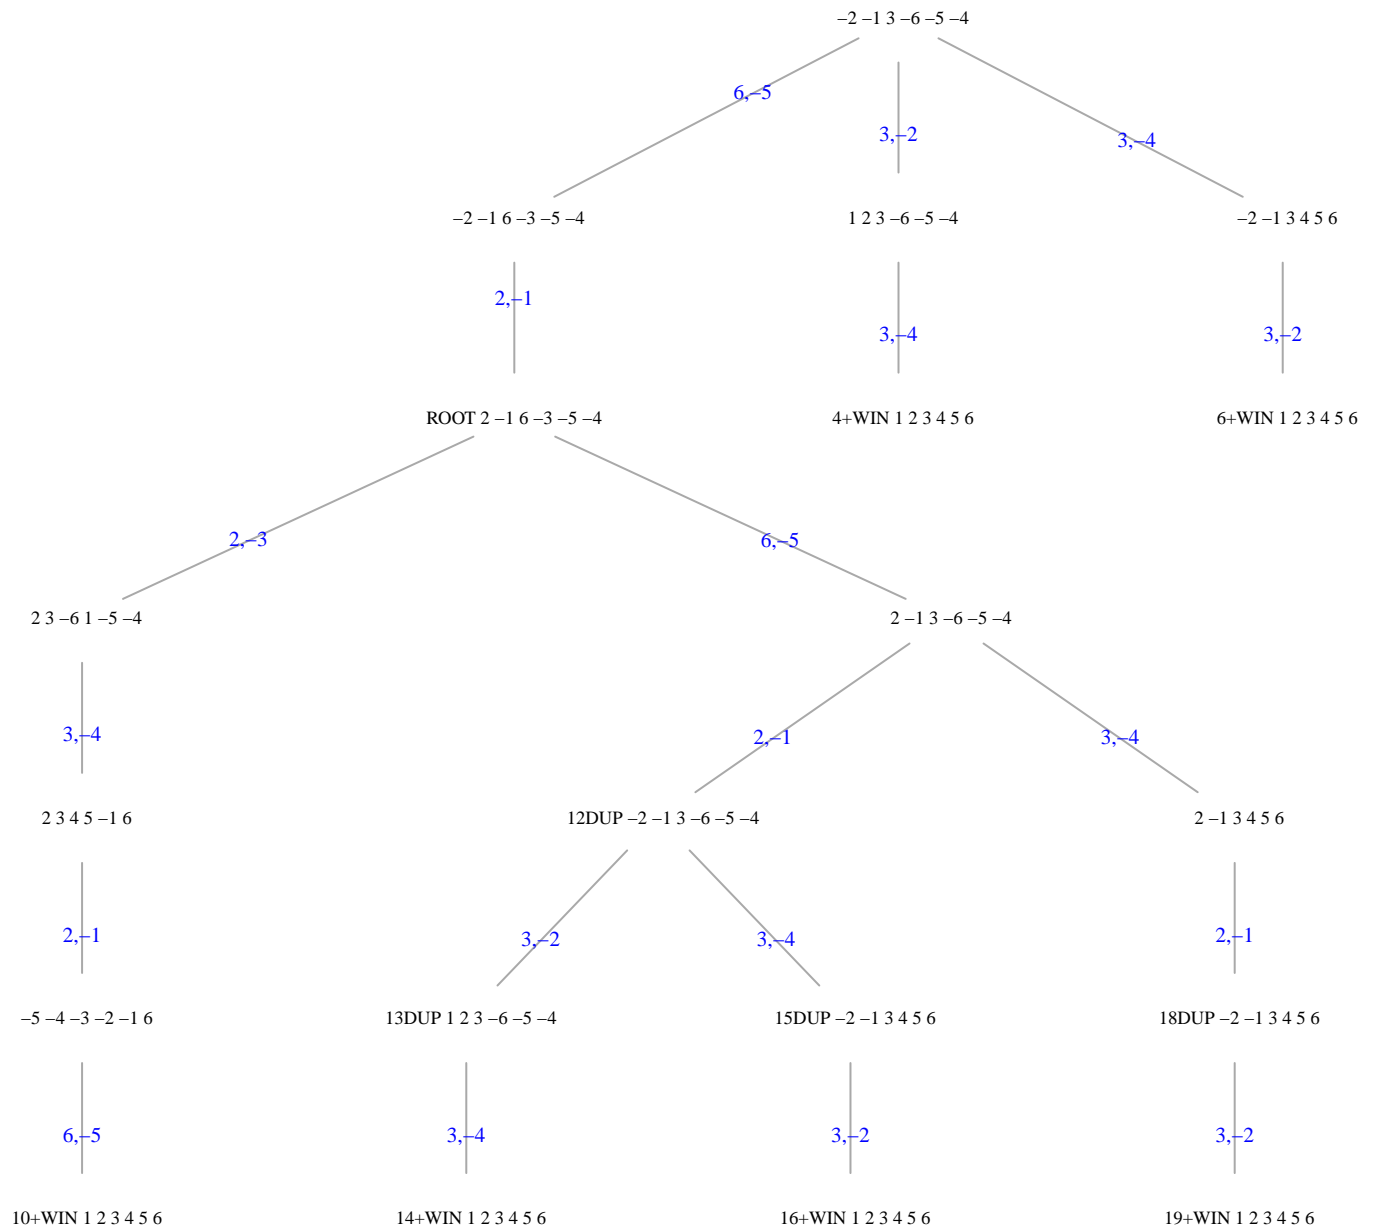 –2 –1 3 –6 –5 –4
6,–5
3,–2
3,–4
–2 –1 6 –3 –5 –4
1 2 3 –6 –5 –4
–2 –1 3 4 5 6
2,–1
3,–4
3,–2
ROOT 2 –1 6 –3 –5 –4
4+WIN 1 2 3 4 5 6
6+WIN 1 2 3 4 5 6
2,–3
6,–5
2 3 –6 1 –5 –4
2 –1 3 –6 –5 –4
3,–4
2,–1
3,–4
2 3 4 5 –1 6
12DUP –2 –1 3 –6 –5 –4
2 –1 3 4 5 6
2,–1
3,–2
3,–4
2,–1
–5 –4 –3 –2 –1 6
13DUP 1 2 3 –6 –5 –4
15DUP –2 –1 3 4 5 6
18DUP –2 –1 3 4 5 6
6,–5
3,–4
3,–2
3,–2
10+WIN 1 2 3 4 5 6
14+WIN 1 2 3 4 5 6
16+WIN 1 2 3 4 5 6
19+WIN 1 2 3 4 5 6